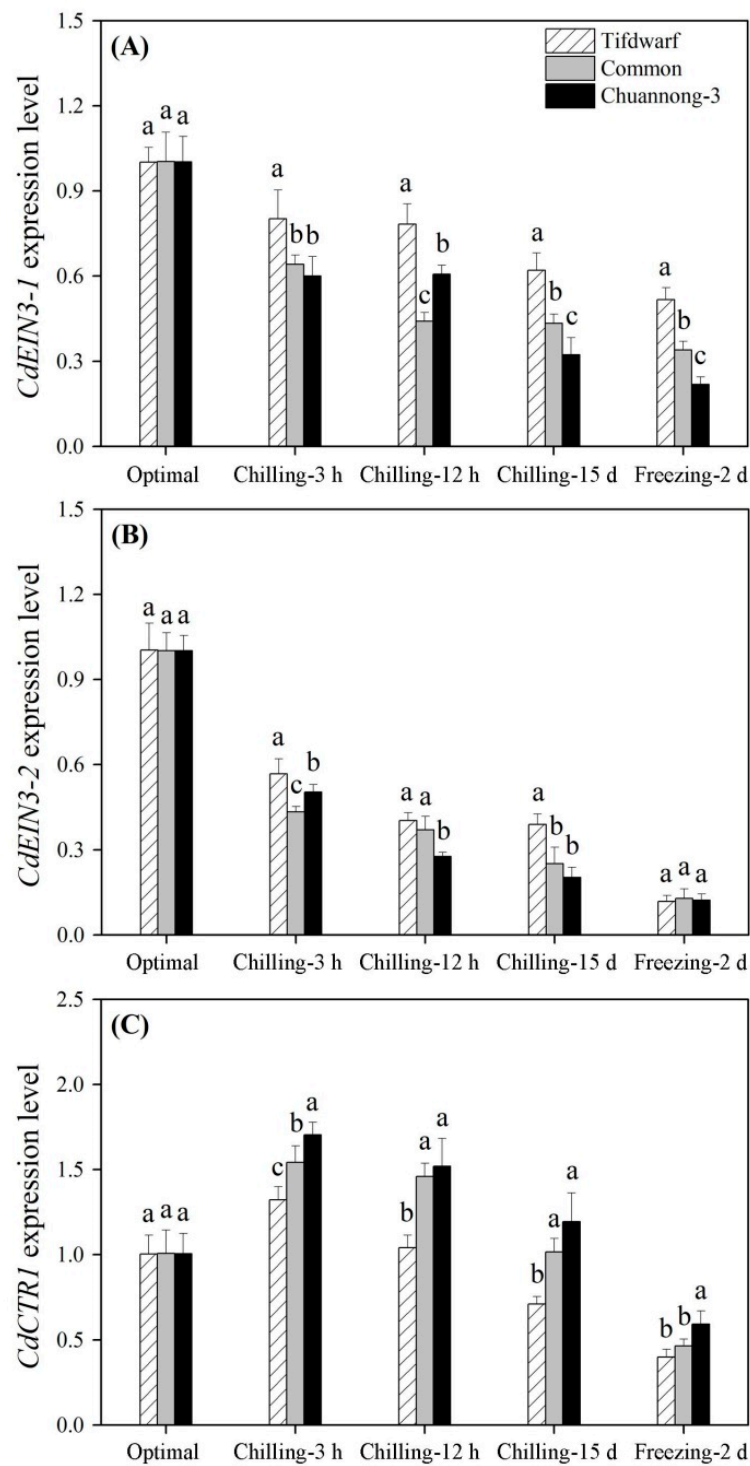 (A)
Tifdwarf
Common
Chuannong-3
CdEIN3-1 expression level
1.5
1.2
0.9
0.6
0.3
0.0
a a a
a b b
a c b
a b c
a b c
Optimal Chilling-3 h Chilling-12 h Chilling-15 d Freezing-2 d
(B)
CdEIN3-2 expression level
1.5
1.2
0.9
0.6
0.3
0.0
a a a
a c b
a a b
a b b
a a a
Optimal Chilling-3 h Chilling-12 h Chilling-15 d Freezing-2 d
(C)
CdCTR1 expression level
2.5
2.0
1.5
1.0
0.5
0.0
a a a
c b a
b a a
b a a
b b a
Optimal Chilling-3 h Chilling-12 h Chilling-15 d Freezing-2 d